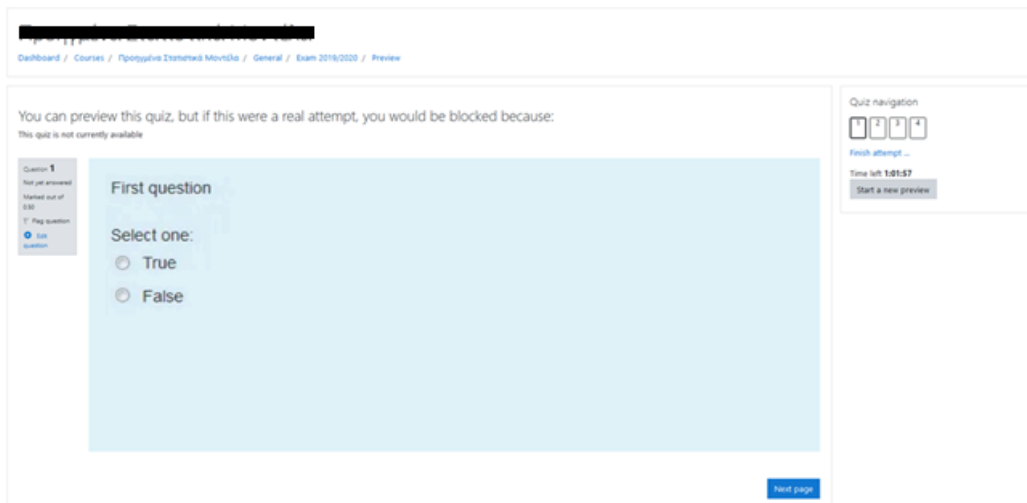 Dashboard / Courses / Προηγμένα Στατιστικά Μοντέλα / General / Exam 2019/2020 / Preview
You can preview this quiz, but if this were a real attempt, you would be blocked because:
This quiz is not currently available
Question 1
Not yet answered
Marked out of
0.50
Flag question
Edit
question
First question
Select one:
True
False
Next page
Quiz navigation
1 2 3 4
Finish attempt ...
Time left 1:01:57
Start a new preview